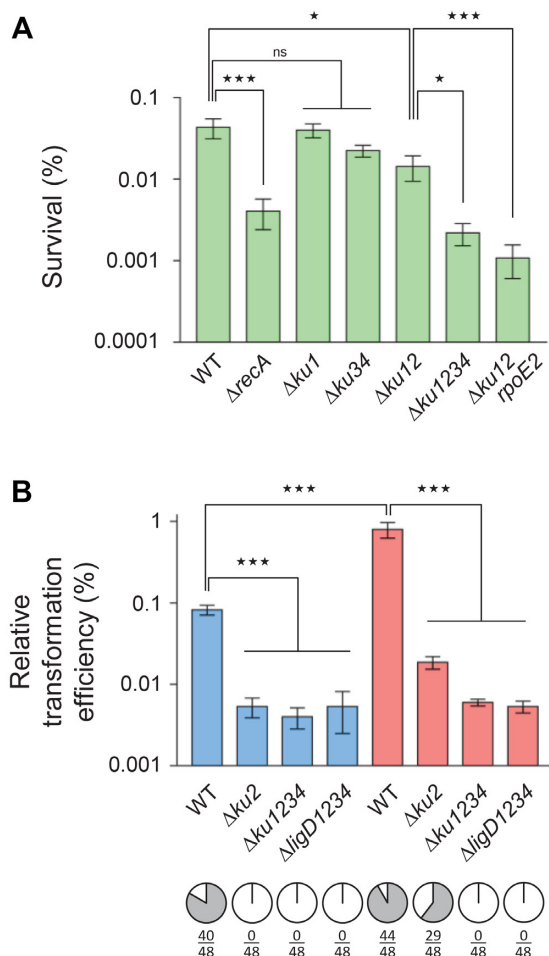 A
★
★★★
ns
★★★
★
Survival (%)
0.1
0.01
0.001
0.0001
WT
ΔrecA
Δku1
Δku34
Δku12
Δku1234
Δku12
rpoE2
B
★★★
★★★
★★★
Relative
transformation
efficiency (%)
1
0.1
0.01
0.001
WT
Δku2
Δku1234
ΔligD1234
WT
Δku2
Δku1234
ΔligD1234
40 0 0 0 44 29 0 0
48 48 48 48 48 48 48 48